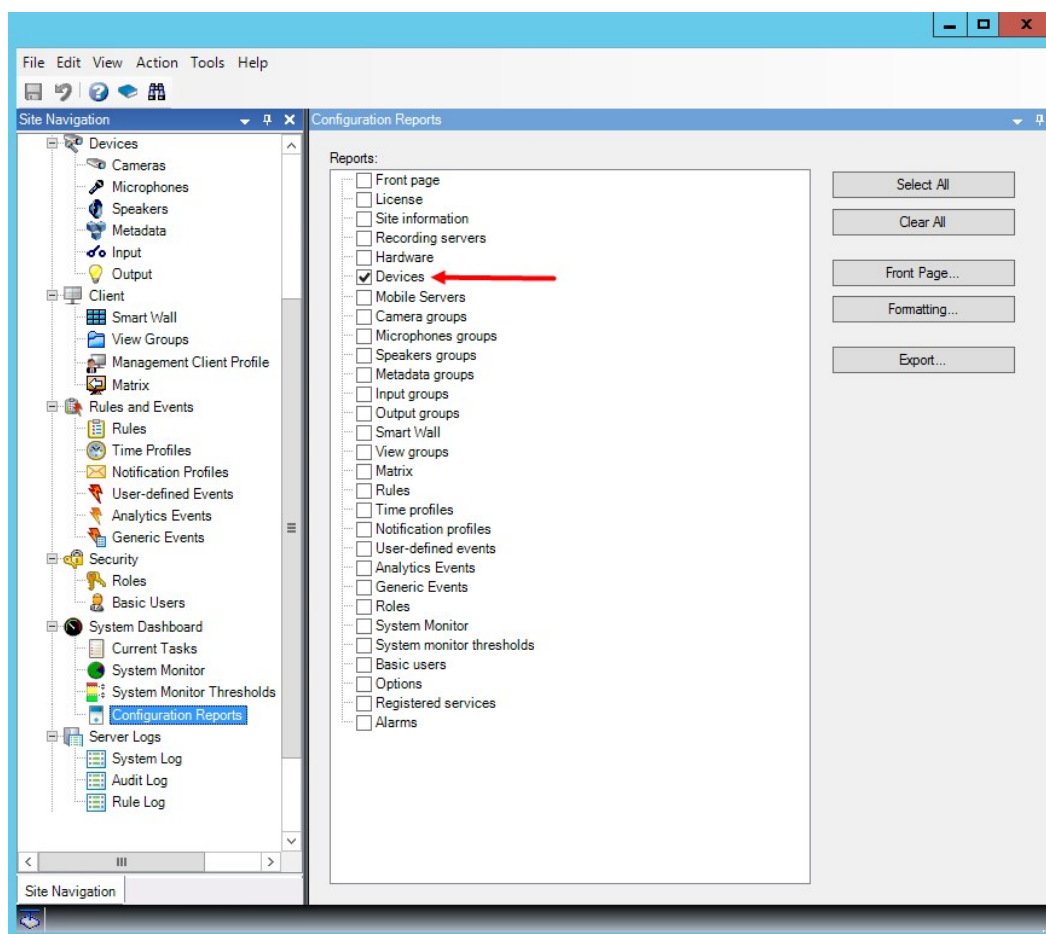 File Edit View Action Tools Help
Site Navigation
Devices
Cameras
Microphones
Speakers
Metadata
Input
Output
Client
Smart Wall
View Groups
Management Client Profile
Matrix
Rules and Events
Rules
Time Profiles
Notification Profiles
User-defined Events
Analytics Events
Generic Events
Security
Roles
Basic Users
System Dashboard
Current Tasks
System Monitor
System Monitor Thresholds
Configuration Reports
Server Logs
System Log
Audit Log
Rule Log
Site Navigation
Configuration Reports
Reports:
Front page
License
Site information
Recording servers
Hardware
Devices
Mobile Servers
Camera groups
Microphones groups
Speakers groups
Metadata groups
Input groups
Output groups
Smart Wall
View groups
Matrix
Rules
Time profiles
Notification profiles
User-defined events
Analytics Events
Generic Events
Roles
System Monitor
System monitor thresholds
Basic users
Options
Registered services
Alarms
Select All
Clear All
Front Page...
Formatting...
Export...